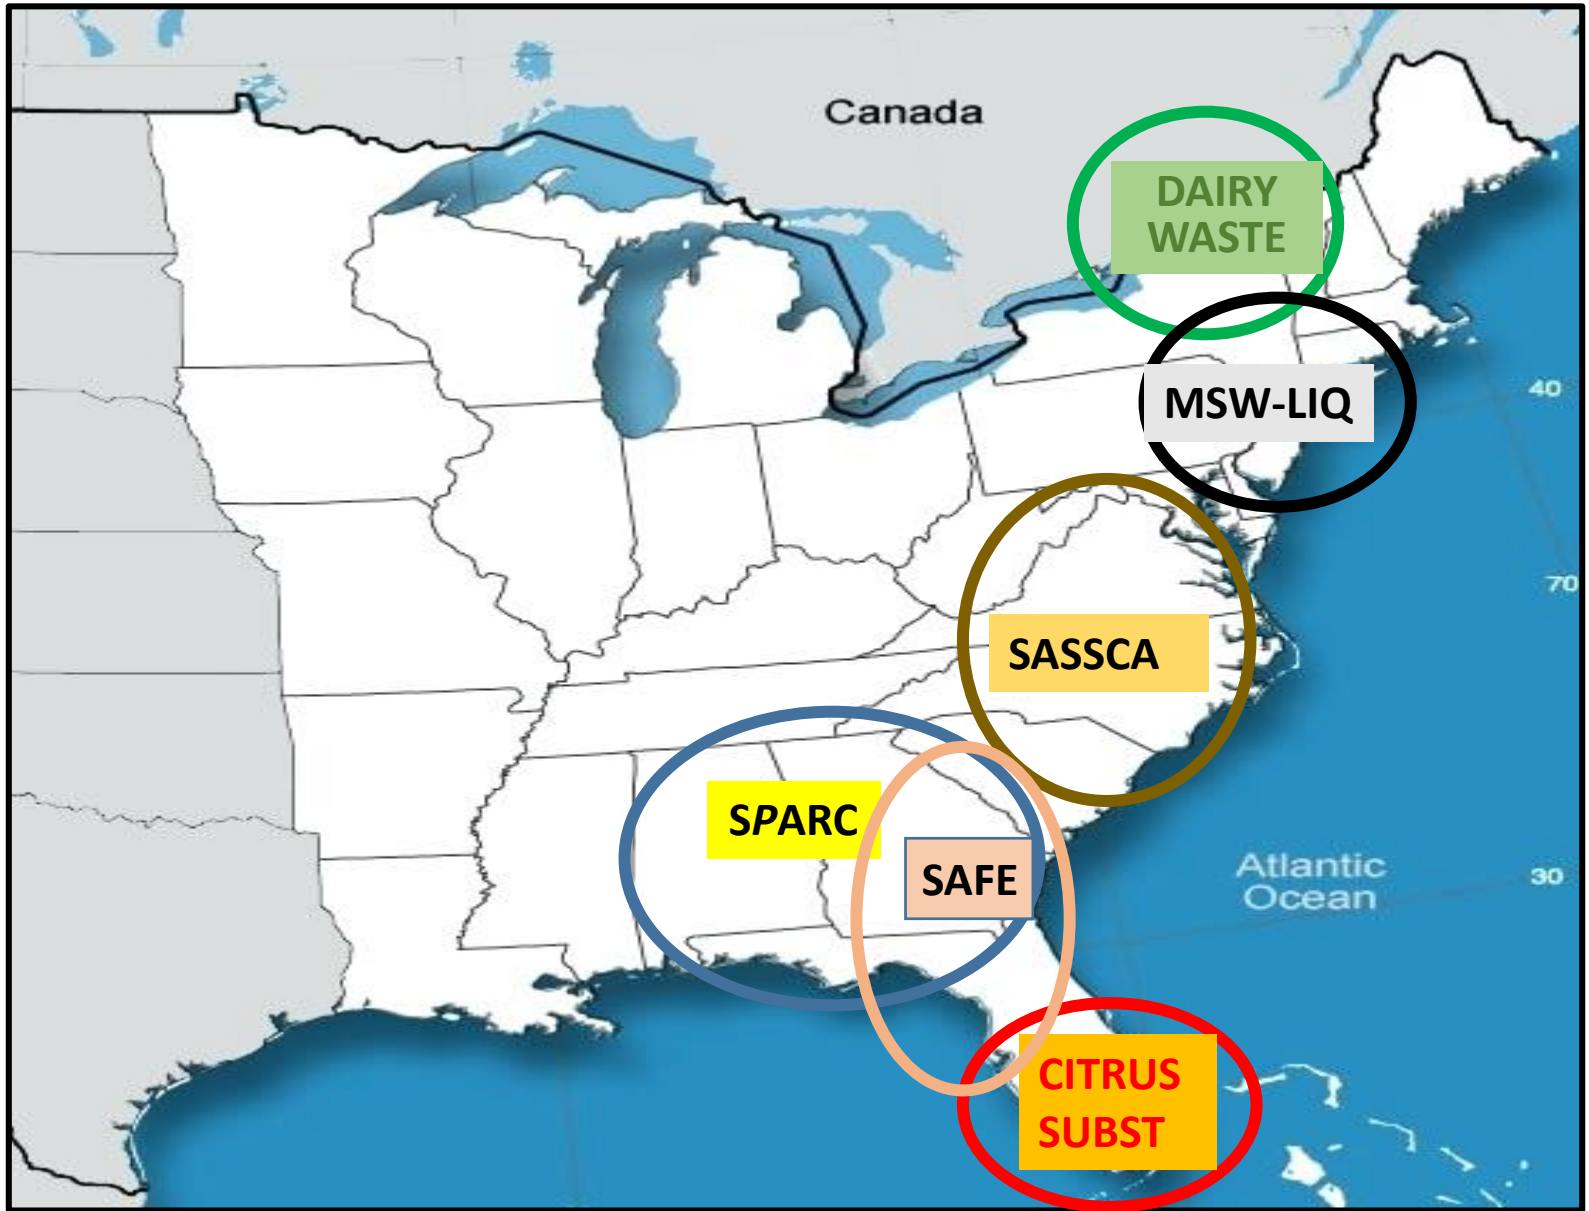 Canada
DAIRY
WASTE
MSW-LIQ
40
70
SASSCA
SPARC
SAFE
Atlantic
Ocean
30
CITRUS
SUBST